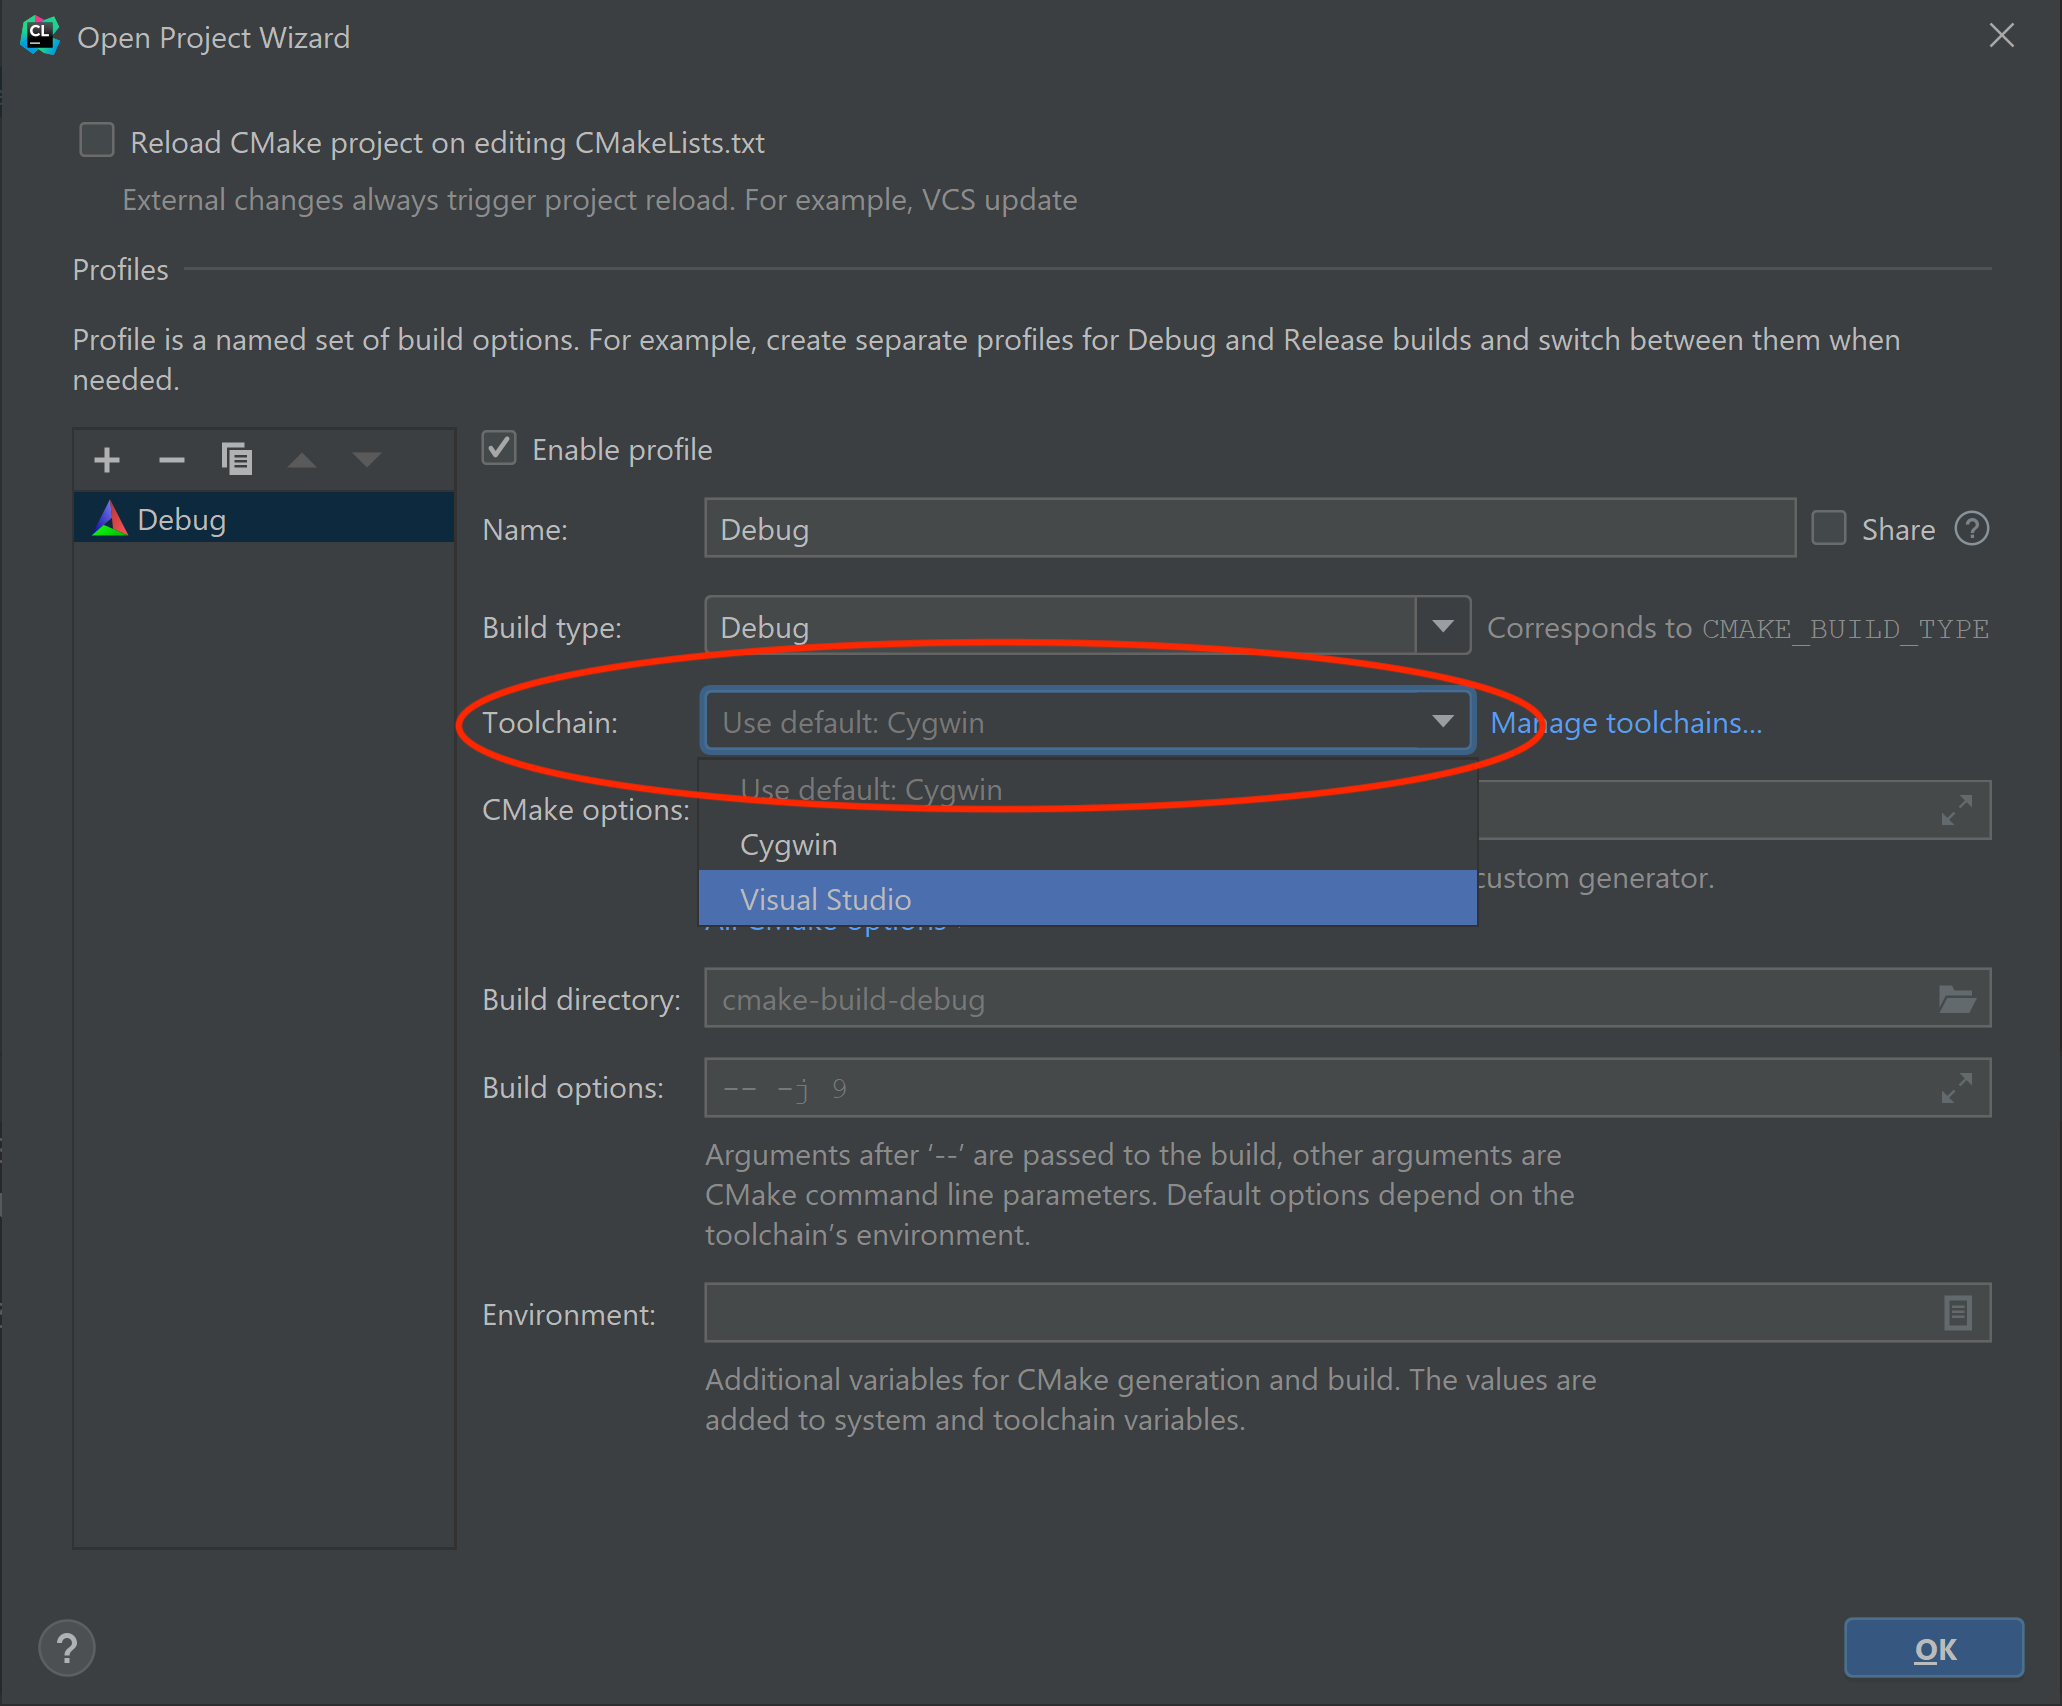 CL
Open Project Wizard
Reload CMake project on editing CMakeLists.txt
External changes always trigger project reload. For example, VCS update
Profiles
Profile is a named set of build options. For example, create separate profiles for Debug and Release builds and switch between them when
needed.
Debug
Enable profile
Name:
Debug
Share
?
Build type:
Debug
Corresponds to CMAKE_BUILD_TYPE
Toolchain:
Use default: Cygwin
Manage toolchains...
Use default: Cygwin
CMake options:
Cygwin
custom generator.
Visual Studio
All CMake options
Build directory:
cmake-build-debug
Build options:
-- -j 9
Arguments after ‘--’ are passed to the build, other arguments are
CMake command line parameters. Default options depend on the
toolchain’s environment.
Environment:
Additional variables for CMake generation and build. The values are
added to system and toolchain variables.
?
OK